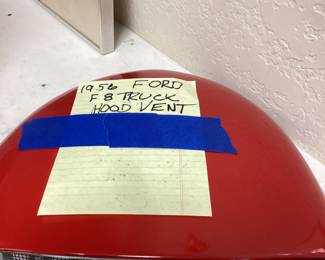 1956 FORD
F8 TRUCK
HOOD VENT